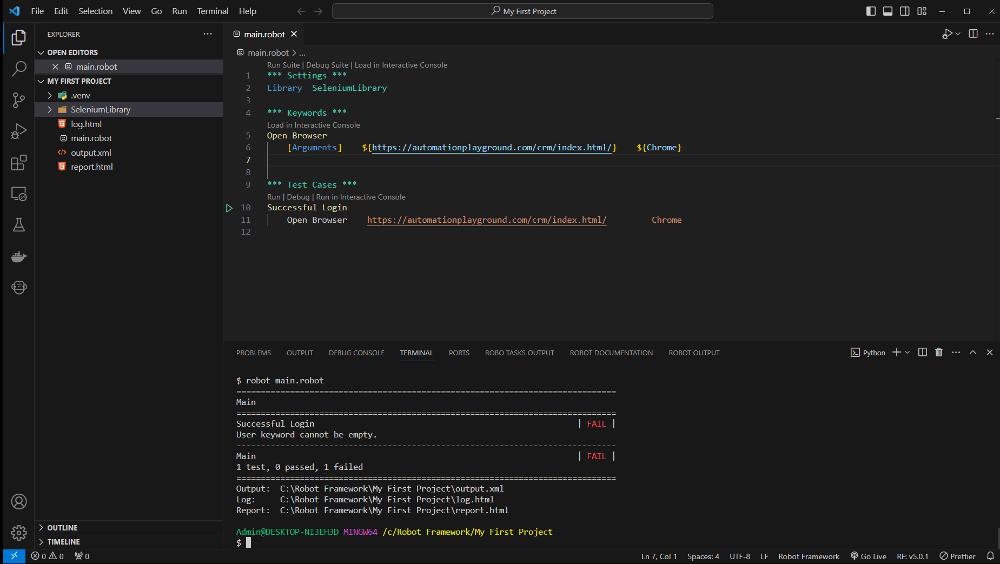 File Edit Selection View Go Run Terminal Help
My First Project
EXPLORER
OPEN EDITORS
main.robot
MY FIRST PROJECT
.venv
SeleniumLibrary
log.html
main.robot
output.xml
report.html
OUTLINE
TIMELINE
main.robot
main.robot > ...
Run Suite | Debug Suite | Load in Interactive Console
1 *** Settings ***
2 Library  SeleniumLibrary
3
4 *** Keywords ***
Load in Interactive Console
5 Open Browser
6     [Arguments]    ${https://automationplayground.com/crm/index.html/}    ${Chrome}
7
8
9 *** Test Cases ***
Run | Debug | Run in Interactive Console
10 Successful Login
11     Open Browser    https://automationplayground.com/crm/index.html/         Chrome
12
PROBLEMS OUTPUT DEBUG CONSOLE TERMINAL PORTS ROBO TASKS OUTPUT ROBOT DOCUMENTATION ROBOT OUTPUT Python
$ robot main.robot
==============================================================================
Main
==============================================================================
Successful Login                                                      | FAIL |
User keyword cannot be empty.
------------------------------------------------------------------------------
Main                                                                  | FAIL |
1 test, 0 passed, 1 failed
==============================================================================
Output:  C:\Robot Framework\My First Project\output.xml
Log:     C:\Robot Framework\My First Project\log.html
Report:  C:\Robot Framework\My First Project\report.html
Admin@DESKTOP-NI3EH3D MINGW64 /c/Robot Framework/My First Project
$
0 0 0 Ln 7, Col 1 Spaces: 4 UTF-8 LF Robot Framework Go Live RF: v5.0.1 Prettier